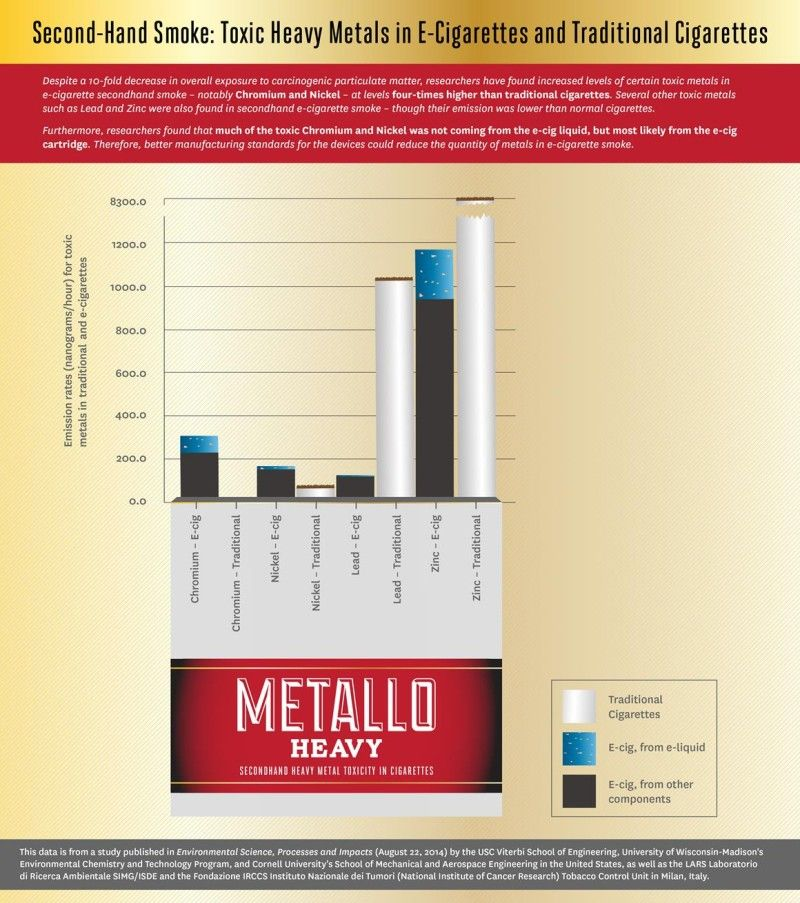 Second-Hand Smoke: Toxic Heavy Metals in E-Cigarettes and Traditional Cigarettes
Despite a 10-fold decrease in overall exposure to carcinogenic particulate matter, researchers have found increased levels of certain toxic metals in
e-cigarette secondhand smoke – notably Chromium and Nickel – at levels four-times higher than traditional cigarettes. Several other toxic metals
such as Lead and Zinc were also found in secondhand e-cigarette smoke – though their emission was lower than normal cigarettes.
Furthermore, researchers found that much of the toxic Chromium and Nickel was not coming from the e-cig liquid, but most likely from the e-cig
cartridge. Therefore, better manufacturing standards for the devices could reduce the quantity of metals in e-cigarette smoke.
Emission rates (nanograms/hour) for toxic
metals in traditional and e-cigarettes
8300.0
1200.0
1000.0
800.0
600.0
400.0
200.0
0.0
Chromium – E-cig
Chromium – Traditional
Nickel – E-cig
Nickel – Traditional
Lead – E-cig
Lead – Traditional
Zinc – E-cig
Zinc – Traditional
METALLO
HEAVY
SECONDHAND HEAVY METAL TOXICITY IN CIGARETTES
Traditional
Cigarettes
E-cig, from e-liquid
E-cig, from other
components
This data is from a study published in Environmental Science, Processes and Impacts (August 22, 2014) by the USC Viterbi School of Engineering, University of Wisconsin-Madison's
Environmental Chemistry and Technology Program, and Cornell University's School of Mechanical and Aerospace Engineering in the United States, as well as the LARS Laboratorio
di Ricerca Ambientale SIMG/ISDE and the Fondazione IRCCS Instituto Nazionale dei Tumori (National Institute of Cancer Research) Tobacco Control Unit in Milan, Italy.